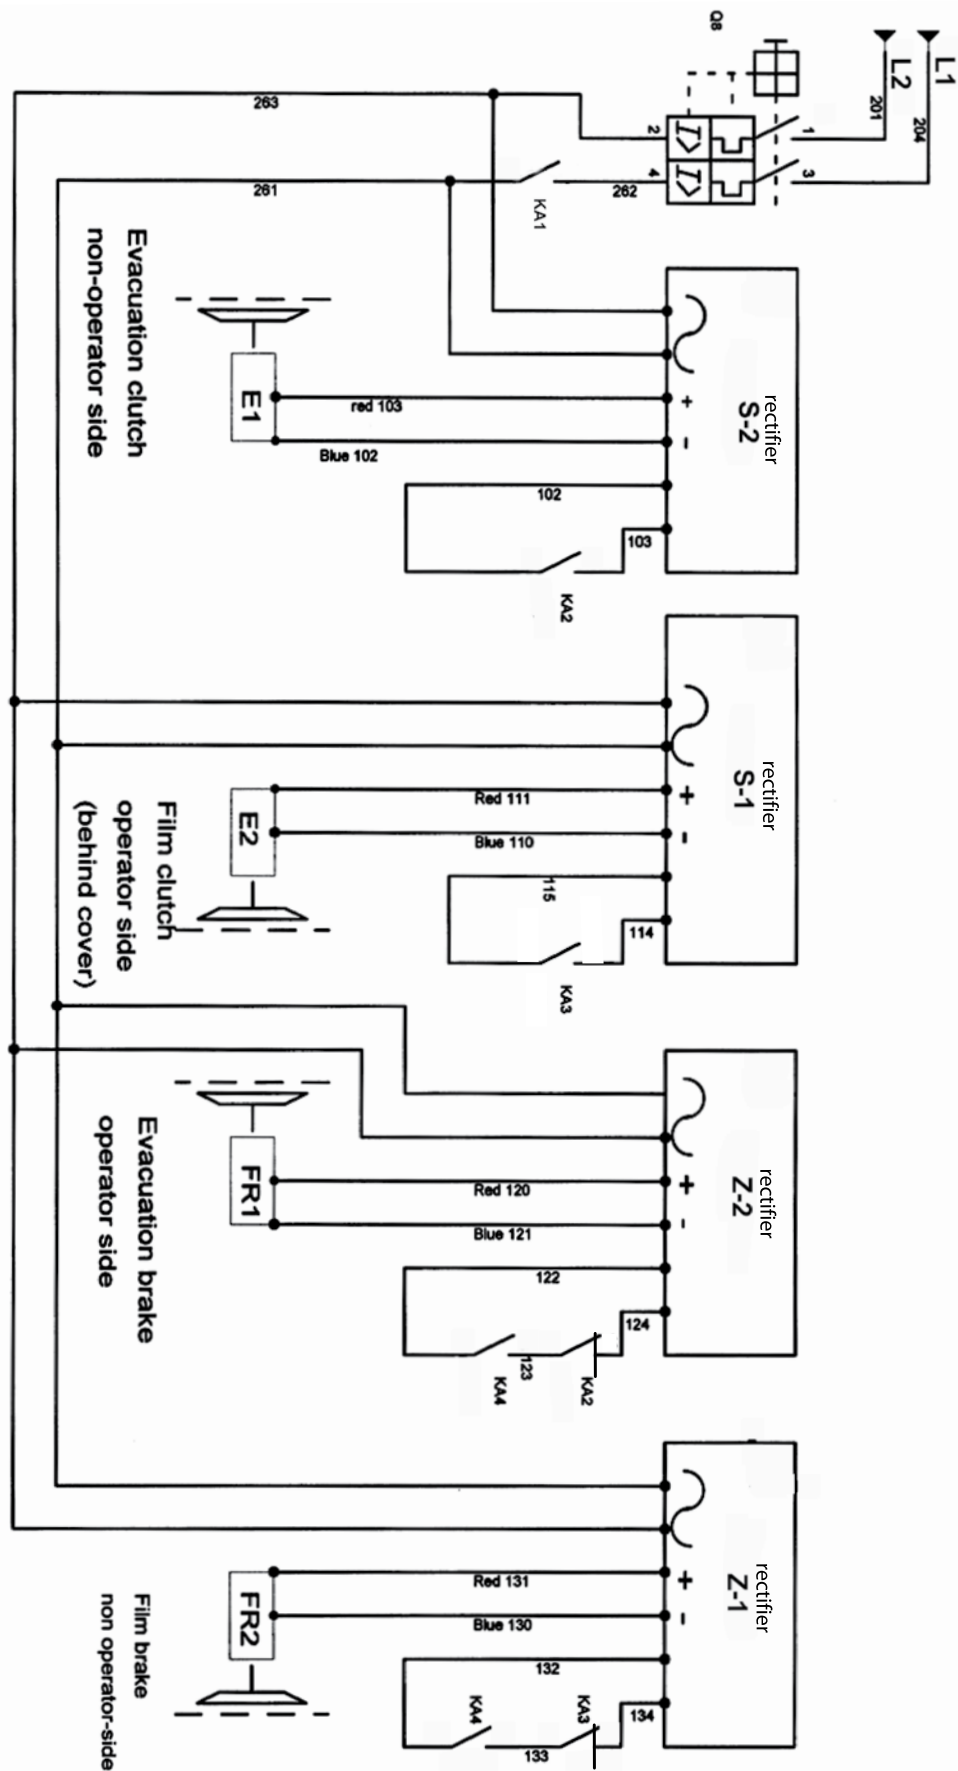 L1
L2
204
201
Q8
1
3
2
4
I>
I>
263
261
262
KA1
rectifier
S-2
+
-
red 103
Blue 102
E1
Evacuation clutch
non-operator side
102
103
KA2
rectifier
S-1
+
-
Red 111
Blue 110
E2
Film clutch
operator side
(behind cover)
115
114
KA3
rectifier
Z-2
+
-
Red 120
Blue 121
FR1
Evacuation brake
operator side
122
124
123
KA4
KA2
rectifier
Z-1
+
-
Red 131
Blue 130
FR2
Film brake
non operator-side
132
134
133
KA4
KA3